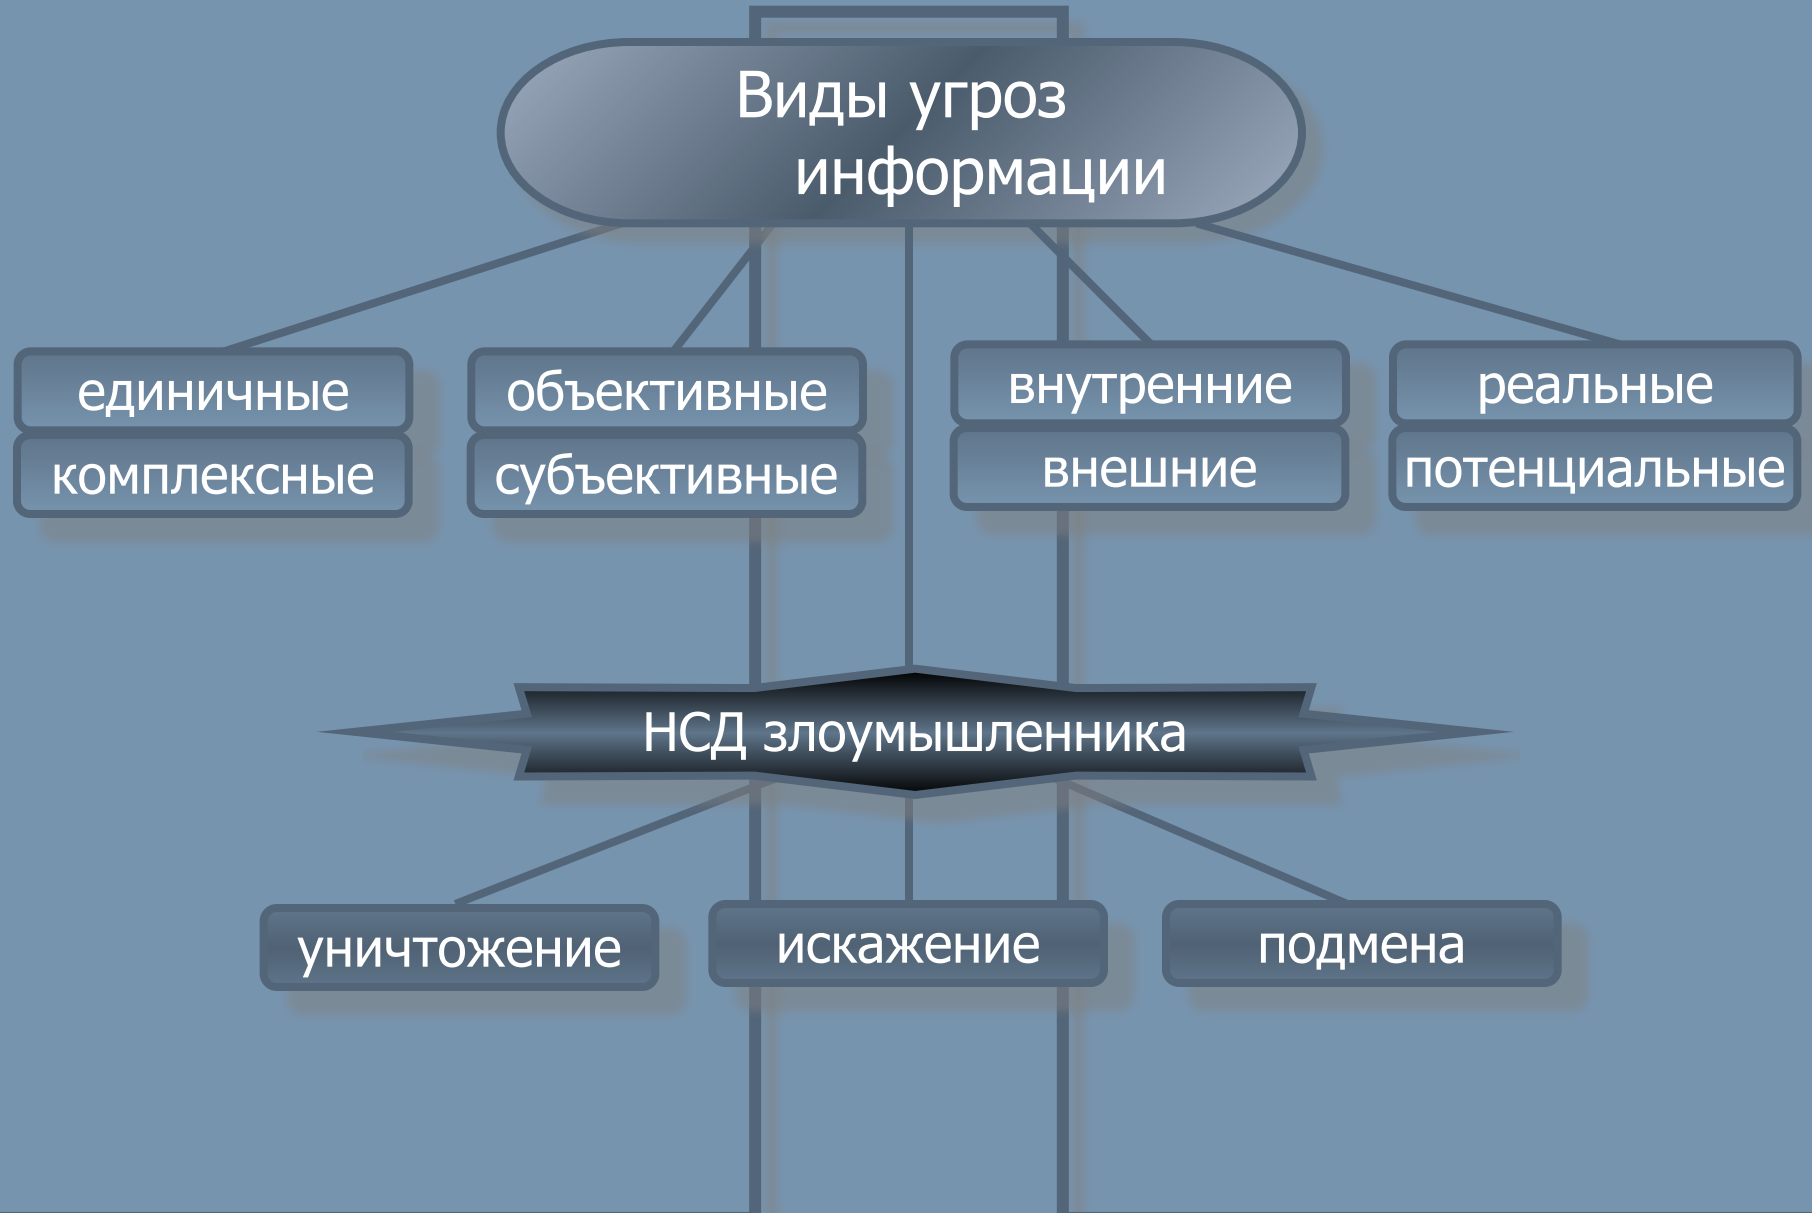 Виды угроз
информации
единичные
комплексные
объективные
субъективные
внутренние
внешние
реальные
потенциальные
НСД злоумышленника
уничтожение
искажение
подмена